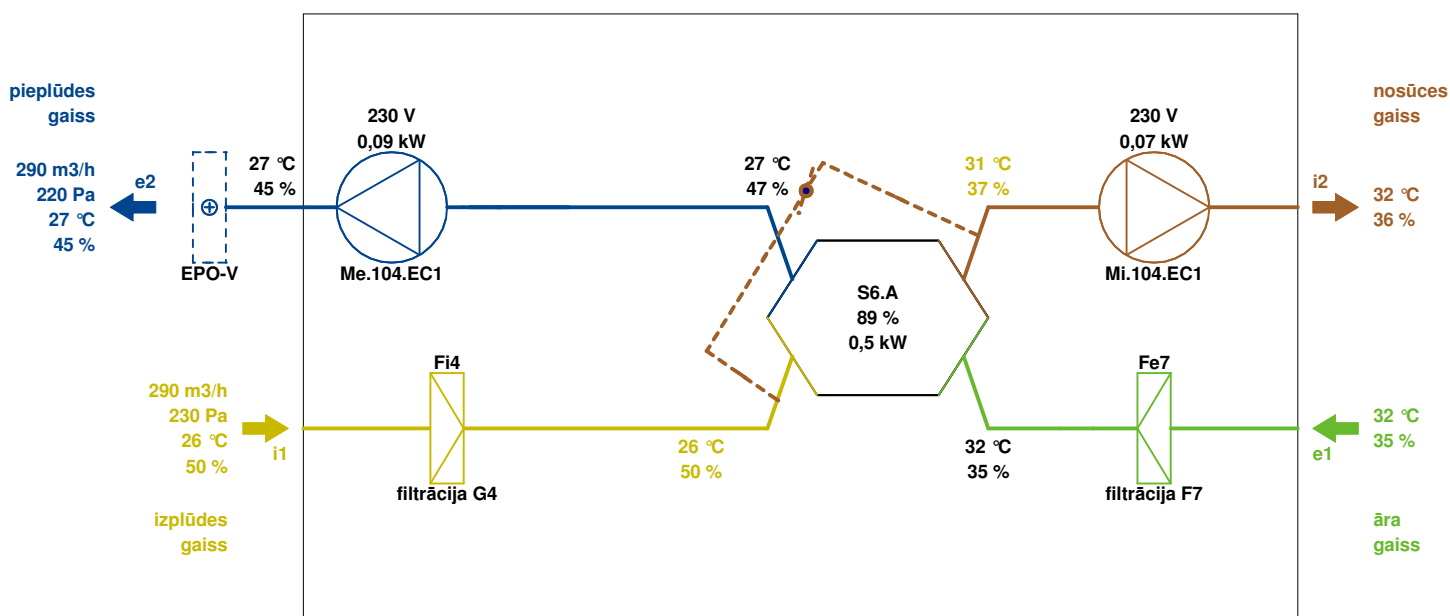 pieplūdes
gaiss
290 m3/h
220 Pa
27 °C
45 %
e2
EPO-V
27 °C
45 %
230 V
0,09 kW
Me.104.EC1
27 °C
47 %
31 °C
37 %
230 V
0,07 kW
Mi.104.EC1
nosūces
gaiss
i2
32 °C
36 %
S6.A
89 %
0,5 kW
290 m3/h
230 Pa
26 °C
50 %
i1
izplūdes
gaiss
Fi4
filtrācija G4
26 °C
50 %
32 °C
35 %
Fe7
filtrācija F7
32 °C
35 %
e1
āra
gaiss